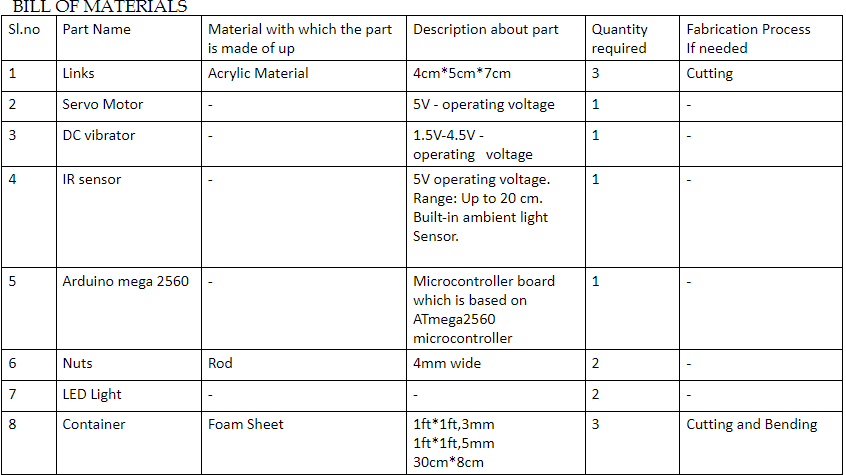 BILL OF MATERIALS
Sl.no Part Name Material with which the part is made of up Description about part Quantity required Fabrication Process If needed
1 Links Acrylic Material 4cm*5cm*7cm 3 Cutting
2 Servo Motor - 5V - operating voltage 1 -
3 DC vibrator - 1.5V-4.5V - operating voltage 1 -
4 IR sensor - 5V operating voltage. Range: Up to 20 cm. Built-in ambient light Sensor. 1 -
5 Arduino mega 2560 - Microcontroller board which is based on ATmega2560 microcontroller 1 -
6 Nuts Rod 4mm wide 2 -
7 LED Light - - 2 -
8 Container Foam Sheet 1ft*1ft,3mm 1ft*1ft,5mm 30cm*8cm 3 Cutting and Bending